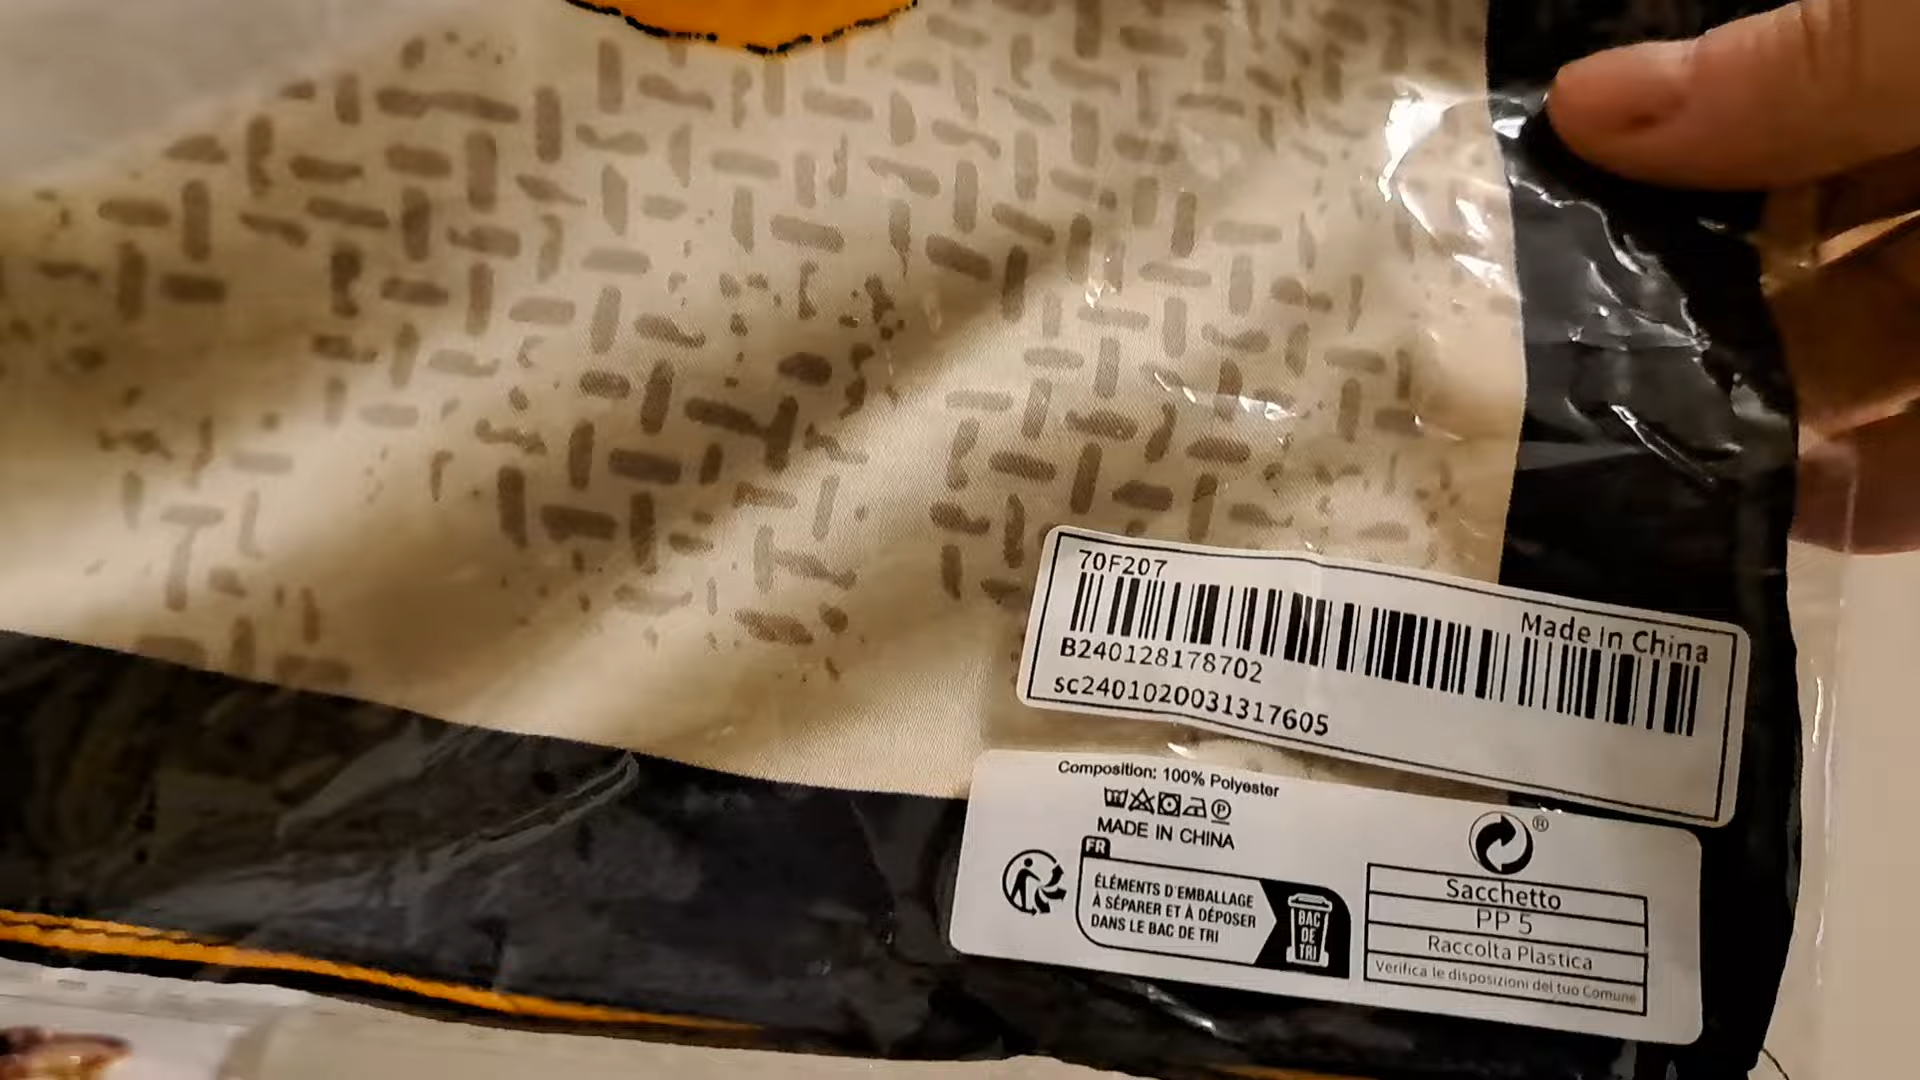 70F207
Made in China
B240128178702
sc2401020031317605
Composition: 100% Polyester
MADE IN CHINA
FR
ÉLÉMENTS D'EMBALLAGE
À SÉPARER ET À DÉPOSER
DANS LE BAC DE TRI
BAC
DE
TRI
Sacchetto
PP 5
Raccolta Plastica
Verifica le disposizioni del tuo Comune